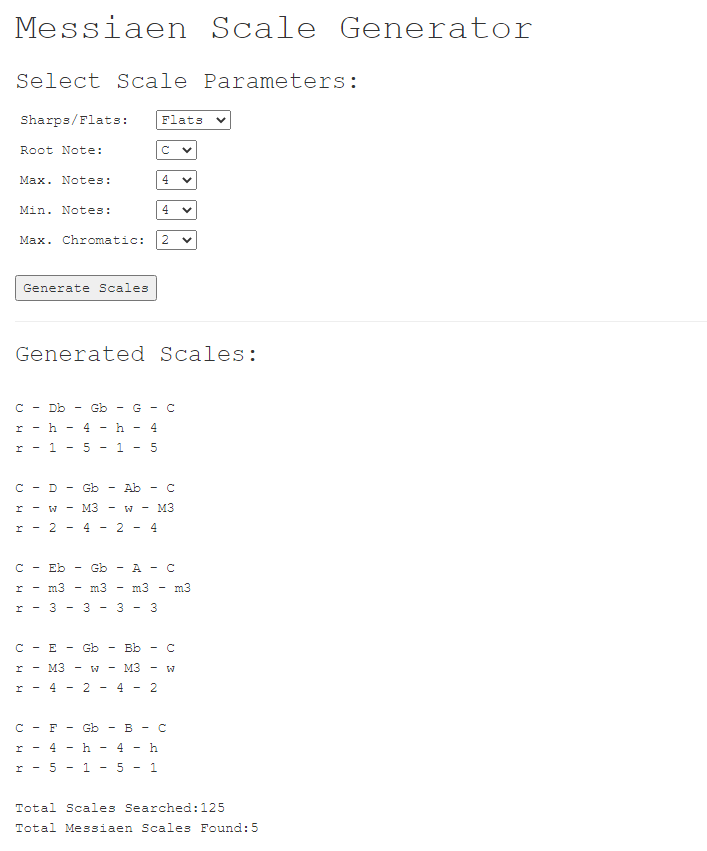 Messiaen Scale Generator
Select Scale Parameters:
Sharps/Flats: Flats
Root Note: C
Max. Notes: 4
Min. Notes: 4
Max. Chromatic: 2
Generate Scales
Generated Scales:
C - Db - Gb - G - C
r - h - 4 - h - 4
r - 1 - 5 - 1 - 5
C - D - Gb - Ab - C
r - w - M3 - w - M3
r - 2 - 4 - 2 - 4
C - Eb - Gb - A - C
r - m3 - m3 - m3 - m3
r - 3 - 3 - 3 - 3
C - E - Gb - Bb - C
r - M3 - w - M3 - w
r - 4 - 2 - 4 - 2
C - F - Gb - B - C
r - 4 - h - 4 - h
r - 5 - 1 - 5 - 1
Total Scales Searched:125
Total Messiaen Scales Found:5